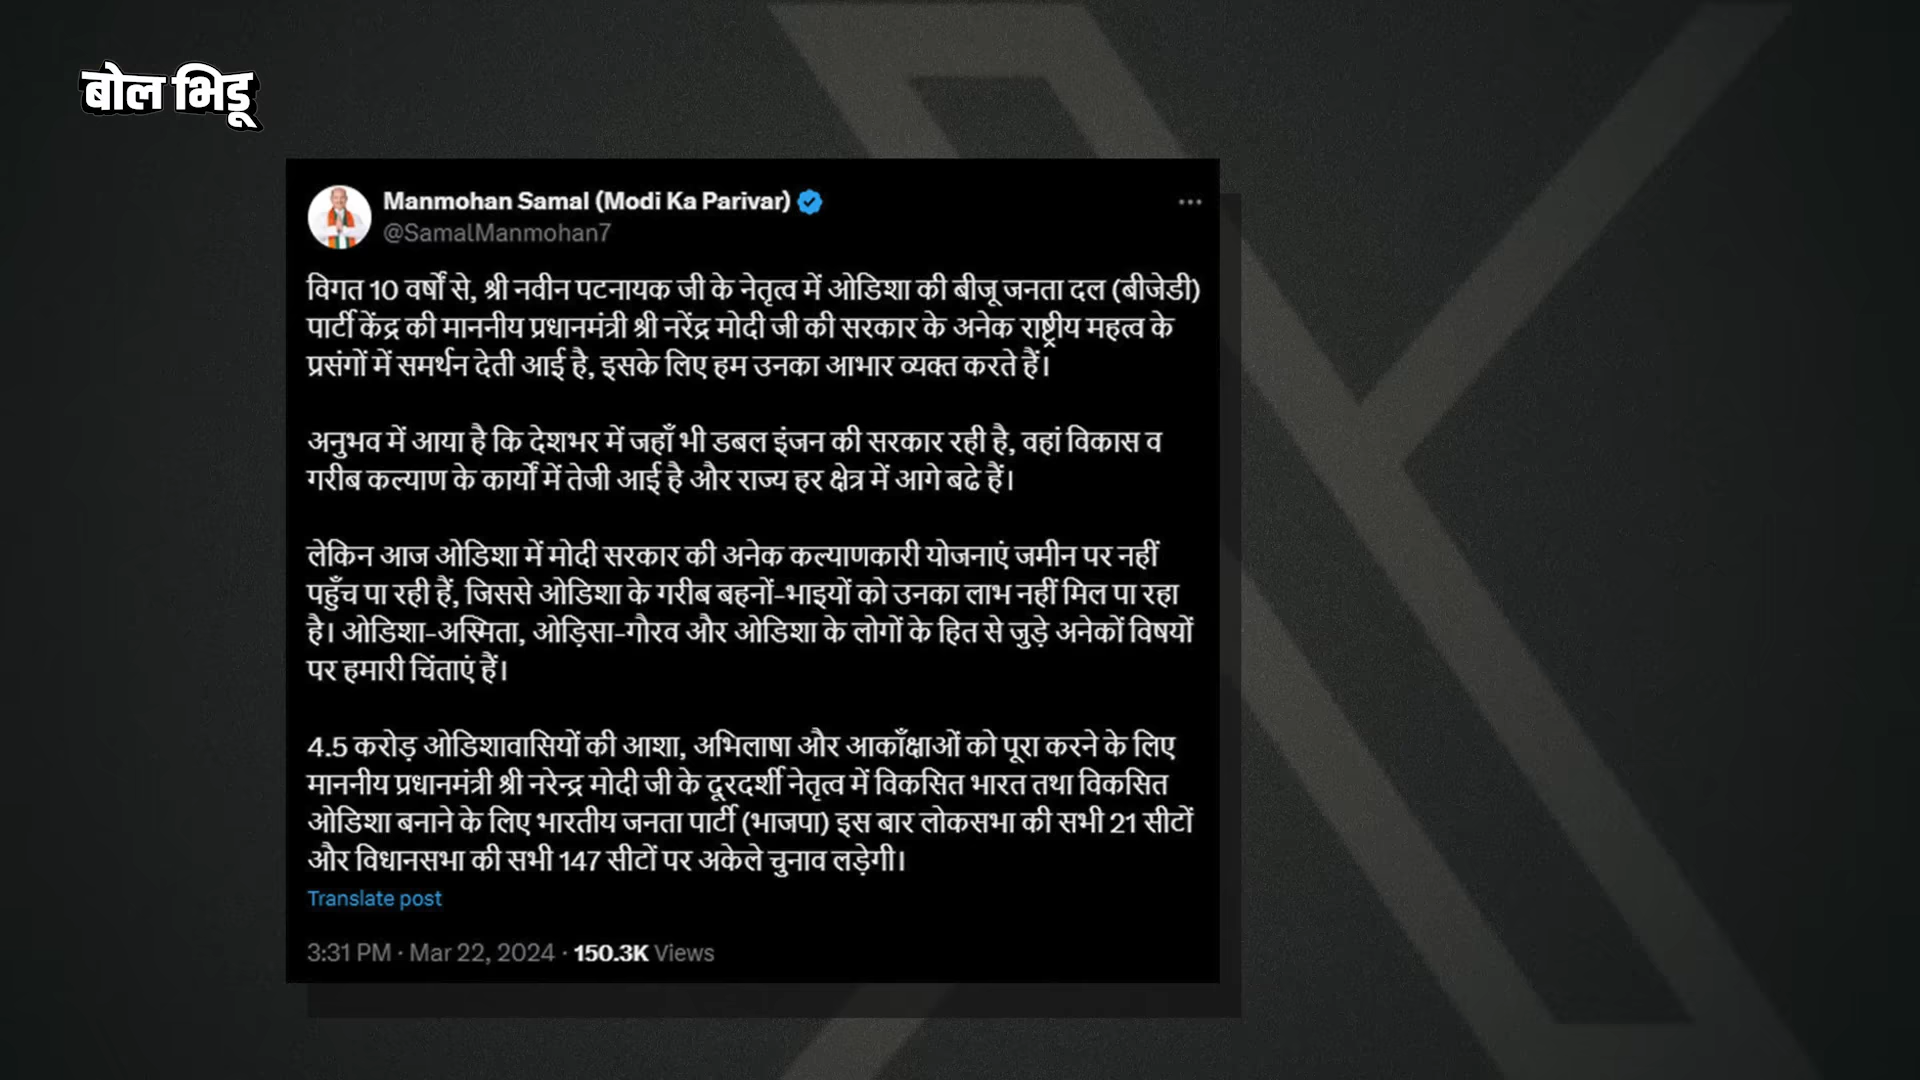 बोल भिडू
Manmohan Samal (Modi Ka Parivar)
@SamalManmohan7
विगत 10 वर्षों से, श्री नवीन पटनायक जी के नेतृत्व में ओडिशा की बीजू जनता दल (बीजेडी)
पार्टी केंद्र की माननीय प्रधानमंत्री श्री नरेंद्र मोदी जी की सरकार के अनेक राष्ट्रीय महत्व के
प्रसंगों में समर्थन देती आई है, इसके लिए हम उनका आभार व्यक्त करते हैं।
अनुभव में आया है कि देशभर में जहाँ भी डबल इंजन की सरकार रही है, वहां विकास व
गरीब कल्याण के कार्यों में तेजी आई है और राज्य हर क्षेत्र में आगे बढे हैं।
लेकिन आज ओडिशा में मोदी सरकार की अनेक कल्याणकारी योजनाएं जमीन पर नहीं
पहुँच पा रही हैं, जिससे ओडिशा के गरीब बहनों-भाइयों को उनका लाभ नहीं मिल पा रहा
है। ओडिशा-अस्मिता, ओड़िसा-गौरव और ओडिशा के लोगों के हित से जुड़े अनेकों विषयों
पर हमारी चिंताएं हैं।
4.5 करोड़ ओडिशावासियों की आशा, अभिलाषा और आकाँक्षाओं को पूरा करने के लिए
माननीय प्रधानमंत्री श्री नरेन्द्र मोदी जी के दूरदर्शी नेतृत्व में विकसित भारत तथा विकसित
ओडिशा बनाने के लिए भारतीय जनता पार्टी (भाजपा) इस बार लोकसभा की सभी 21 सीटों
और विधानसभा की सभी 147 सीटों पर अकेले चुनाव लड़ेगी।
Translate post
3:31 PM · Mar 22, 2024 · 150.3K Views